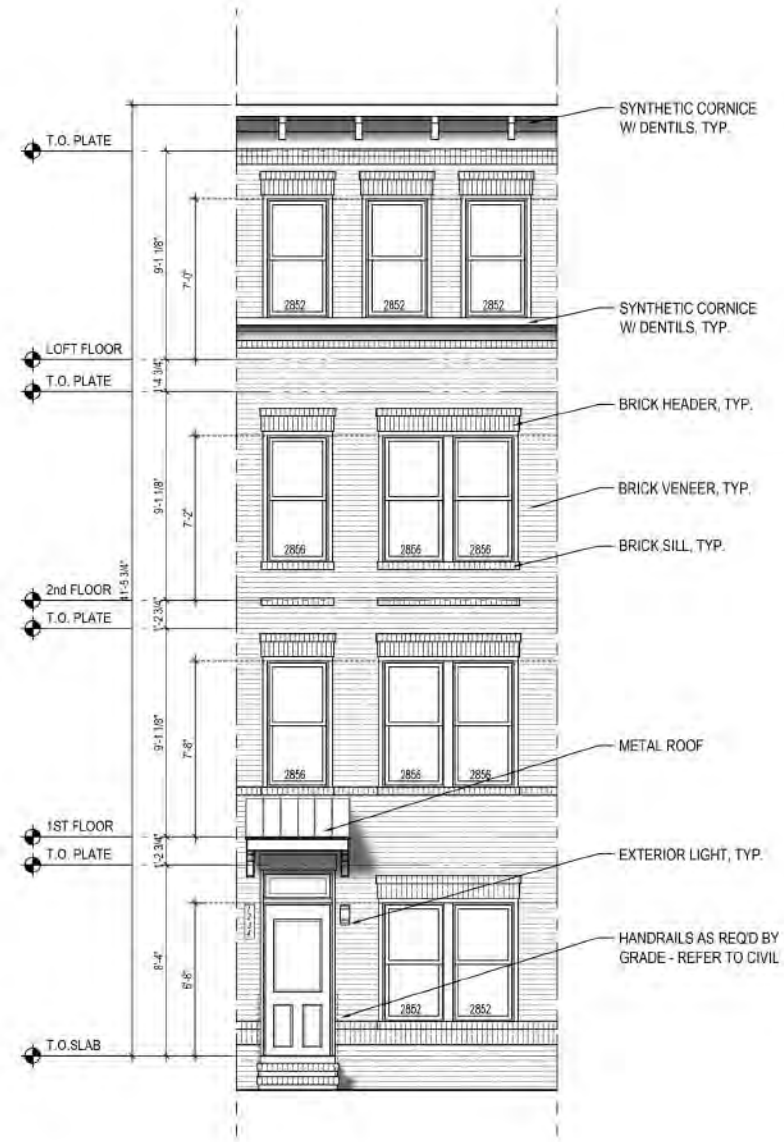 SYNTHETIC CORNICE
W/ DENTILS, TYP.
T.O. PLATE
9'-1 1/8"
7'-0"
2852
2852
2852
SYNTHETIC CORNICE
W/ DENTILS, TYP.
LOFT FLOOR
1'-4 3/4"
T.O. PLATE
BRICK HEADER, TYP.
9'-1 1/8"
7'-2"
BRICK VENEER, TYP.
2856
2856
2856
BRICK SILL, TYP.
41'-5 3/4"
2nd FLOOR
1'-2 3/4"
T.O. PLATE
9'-1 1/8"
7'-8"
METAL ROOF
2856
2856
2856
1ST FLOOR
1'-2 3/4"
T.O. PLATE
EXTERIOR LIGHT, TYP.
1234
8'-4"
6'-8"
HANDRAILS AS REQ'D BY
GRADE - REFER TO CIVIL
2852
2852
T.O.SLAB